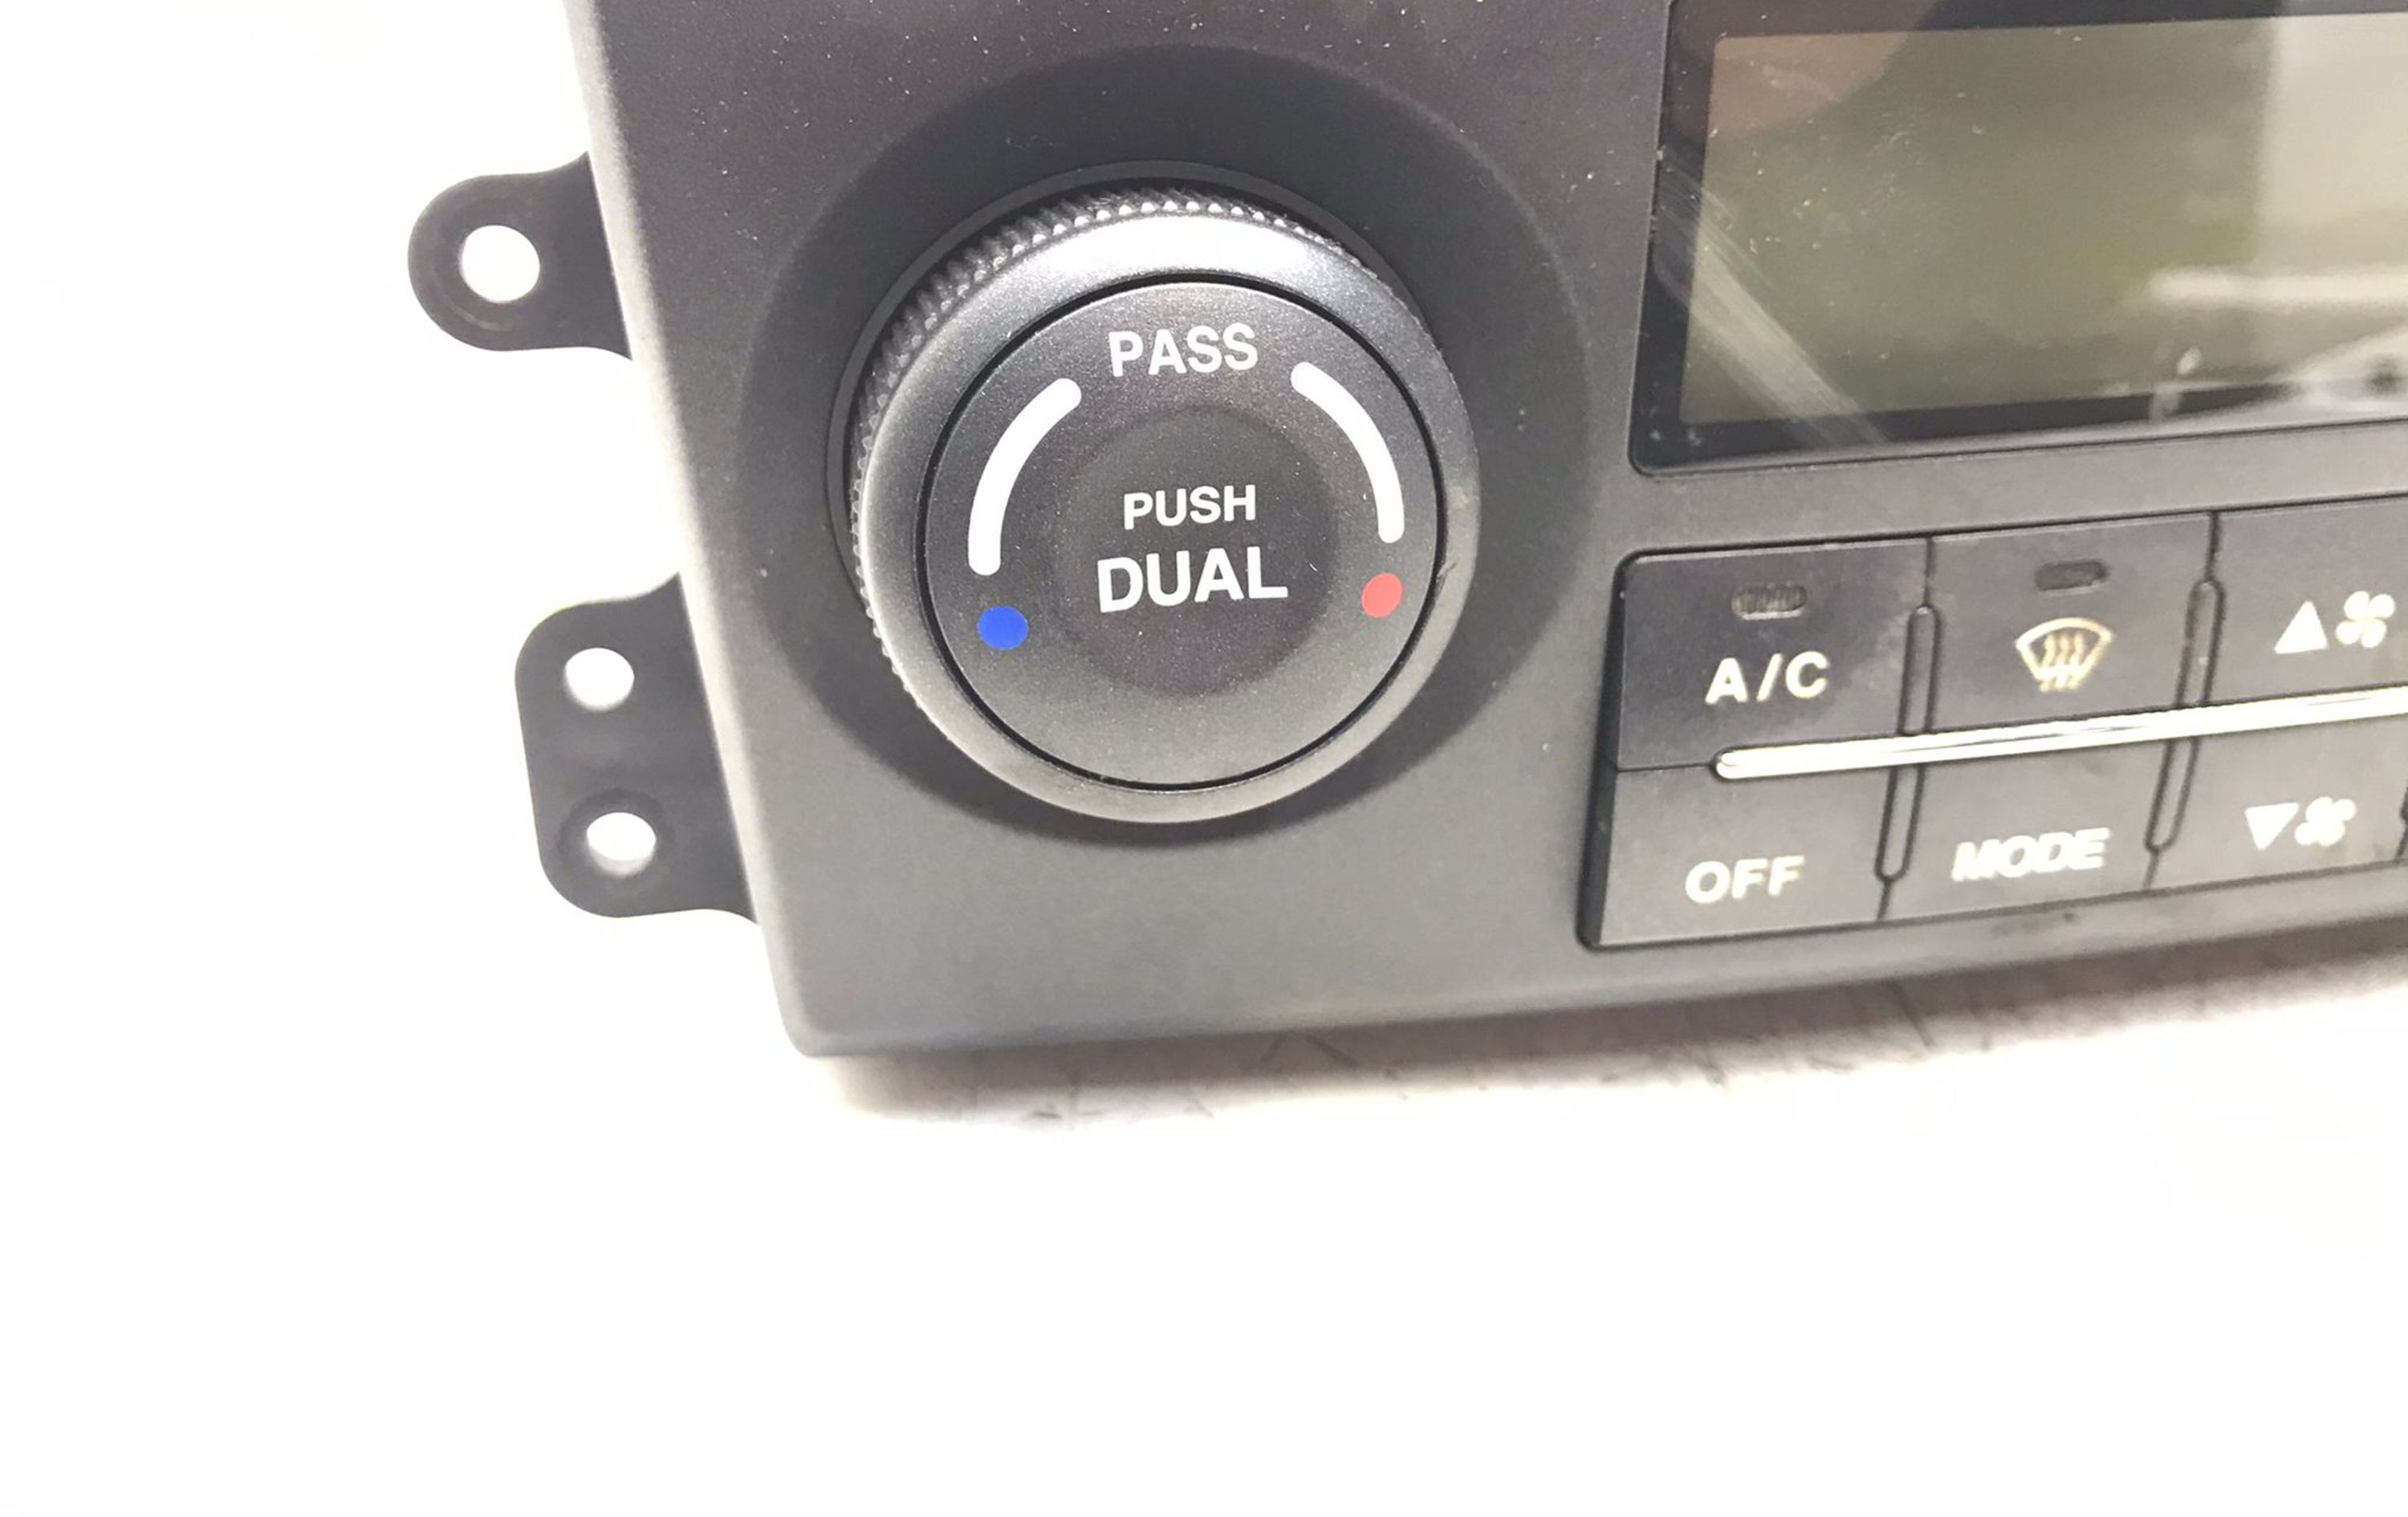 PASS
PUSH
DUAL
A/C
OFF
MODE